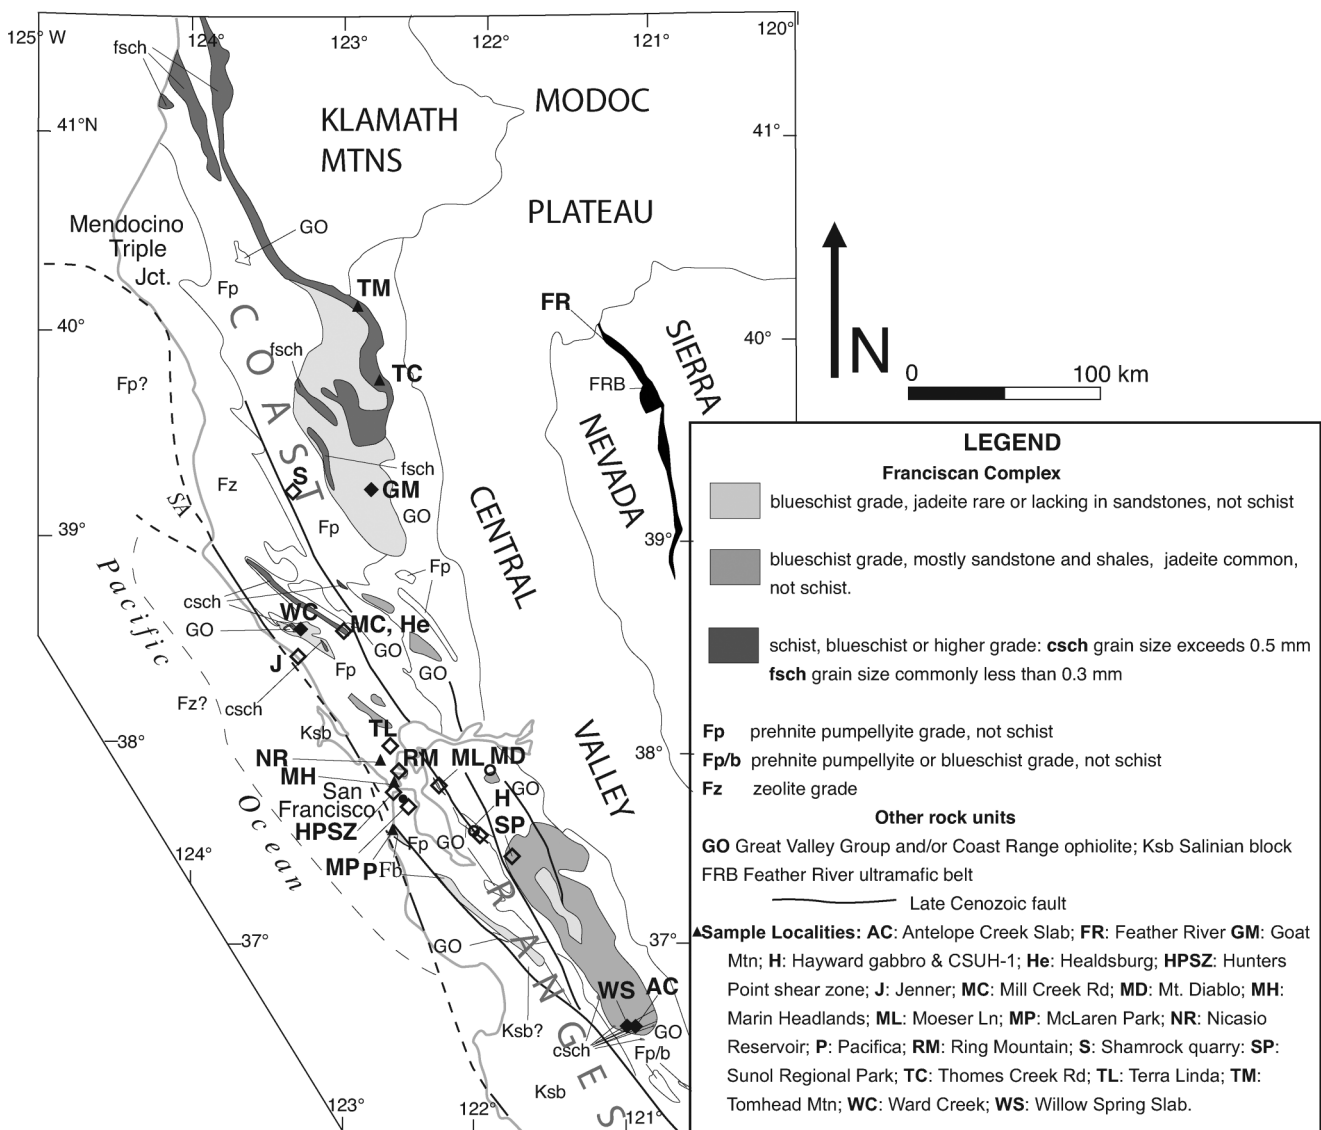 125° W
124°
123°
122°
121°
120°
fsch
41°N
KLAMATH
MTNS
MODOC
41°
PLATEAU
Mendocino
Triple
Jct.
GO
Fp
TM
FR
SIERRA
N
40°
40°
COAST
fsch
TC
FRB
0
100 km
Fp?
NEVADA
S
fsch
GM
GO
Fz
SA
Fp
CENTRAL
39°
39°
Fp
Pacific
csch
WC
GO
MC, He
GO
J
Fp
GO
Fz?
csch
Ksb
TL
38°
VALLEY
38°
NR
RM
ML
MD
MH
GO
San
Francisco
H
HPSZ
SP
Fp
GO
Ocean
124°
MP
P
Fb
RANGES
37°
GO
37°
WS
AC
Ksb?
GO
csch
Fp/b
Ksb
123°
122°
121°
LEGEND
Franciscan Complex
blueschist grade, jadeite rare or lacking in sandstones, not schist
blueschist grade, mostly sandstone and shales, jadeite common,
not schist.
schist, blueschist or higher grade: csch grain size exceeds 0.5 mm
fsch grain size commonly less than 0.3 mm
Fp prehnite pumpellyite grade, not schist
Fp/b prehnite pumpellyite or blueschist grade, not schist
Fz zeolite grade
Other rock units
GO Great Valley Group and/or Coast Range ophiolite; Ksb Salinian block
FRB Feather River ultramafic belt
Late Cenozoic fault
Sample Localities: AC: Antelope Creek Slab; FR: Feather River GM: Goat
Mtn; H: Hayward gabbro & CSUH-1; He: Healdsburg; HPSZ: Hunters
Point shear zone; J: Jenner; MC: Mill Creek Rd; MD: Mt. Diablo; MH:
Marin Headlands; ML: Moeser Ln; MP: McLaren Park; NR: Nicasio
Reservoir; P: Pacifica; RM: Ring Mountain; S: Shamrock quarry: SP:
Sunol Regional Park; TC: Thomes Creek Rd; TL: Terra Linda; TM:
Tomhead Mtn; WC: Ward Creek; WS: Willow Spring Slab.